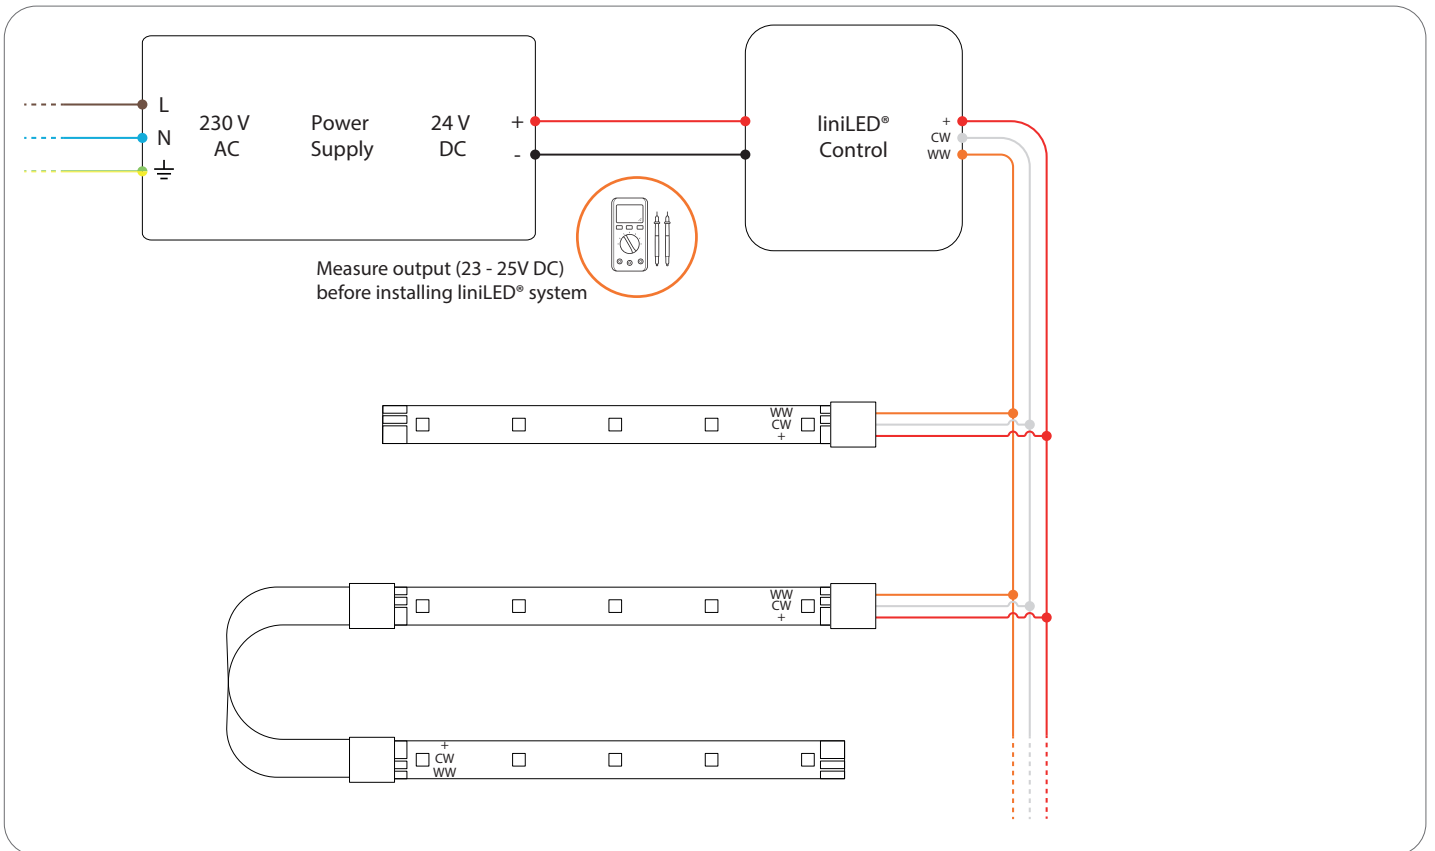 L
N
230 V
AC
Power
Supply
24 V
DC
+
-
liniLED®
Control
+
CW
WW
Measure output (23 - 25V DC)
before installing liniLED® system
WW
CW
+
WW
CW
+
+
CW
WW